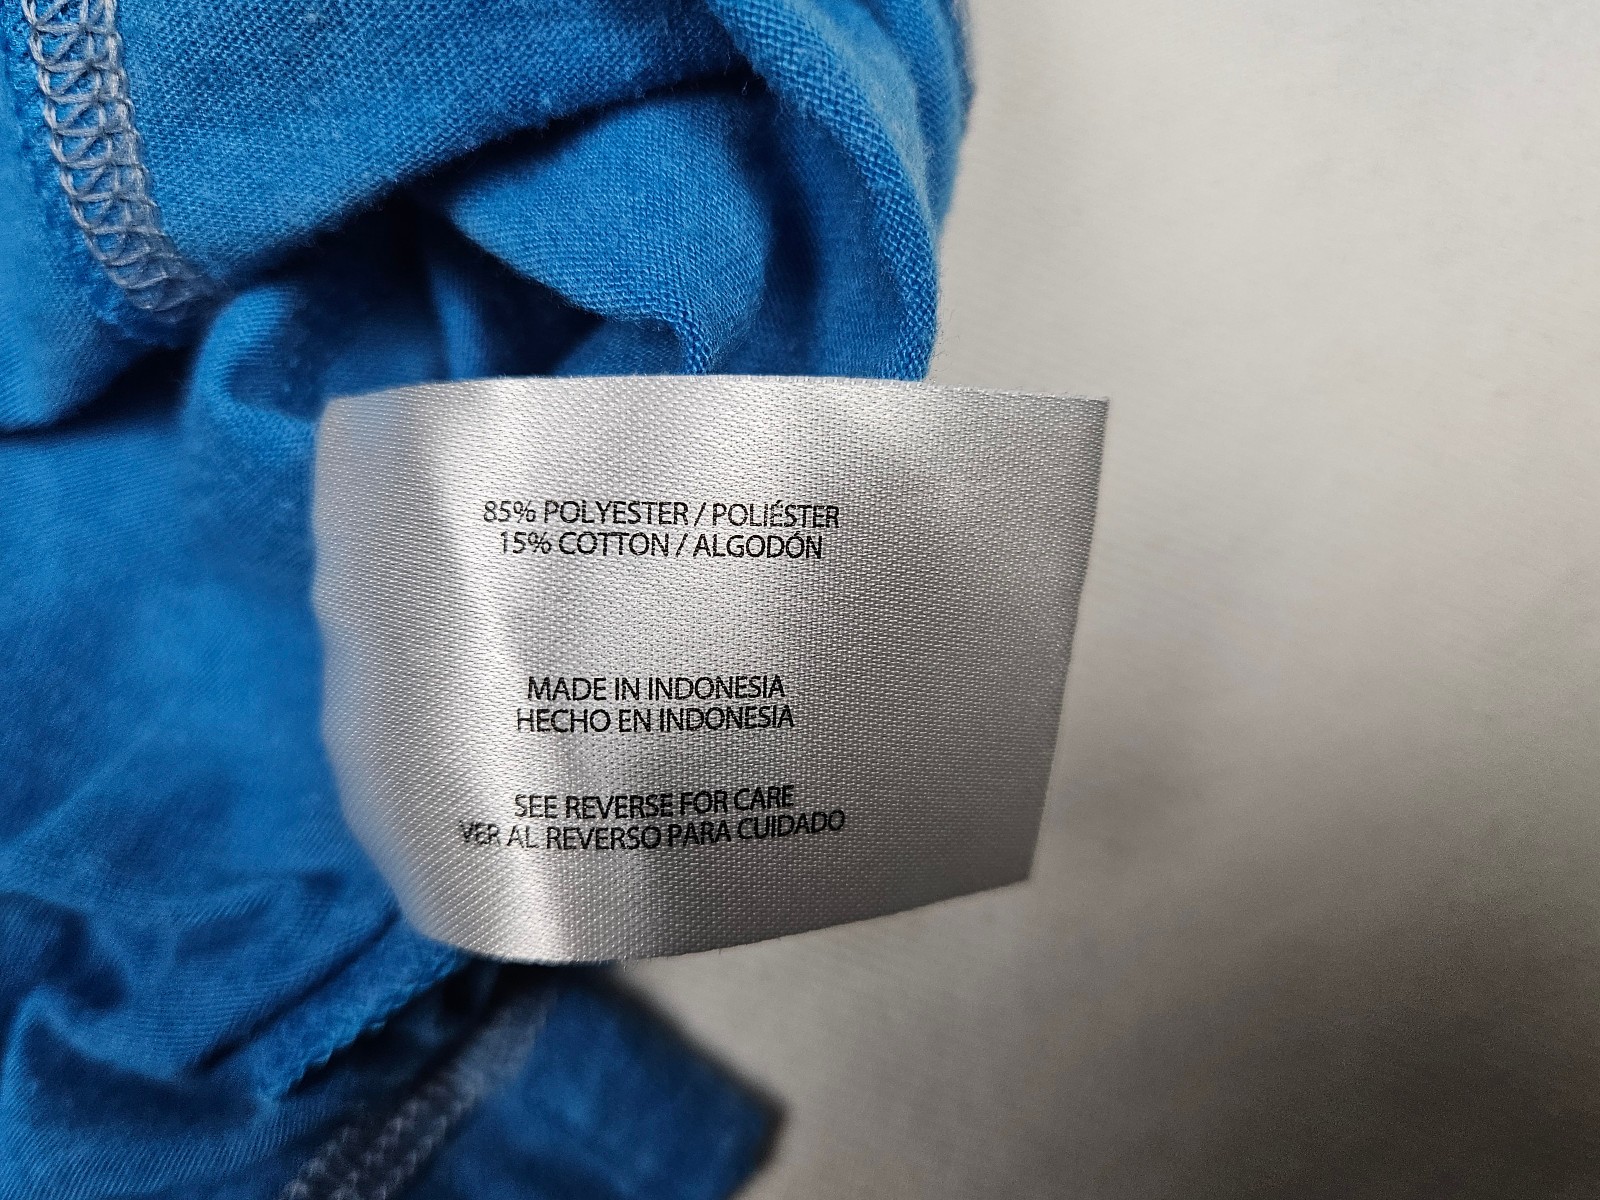 85% POLYESTER / POLIÉSTER
15% COTTON / ALGODÓN
MADE IN INDONESIA
HECHO EN INDONESIA
SEE REVERSE FOR CARE
VER AL REVERSO PARA CUIDADO